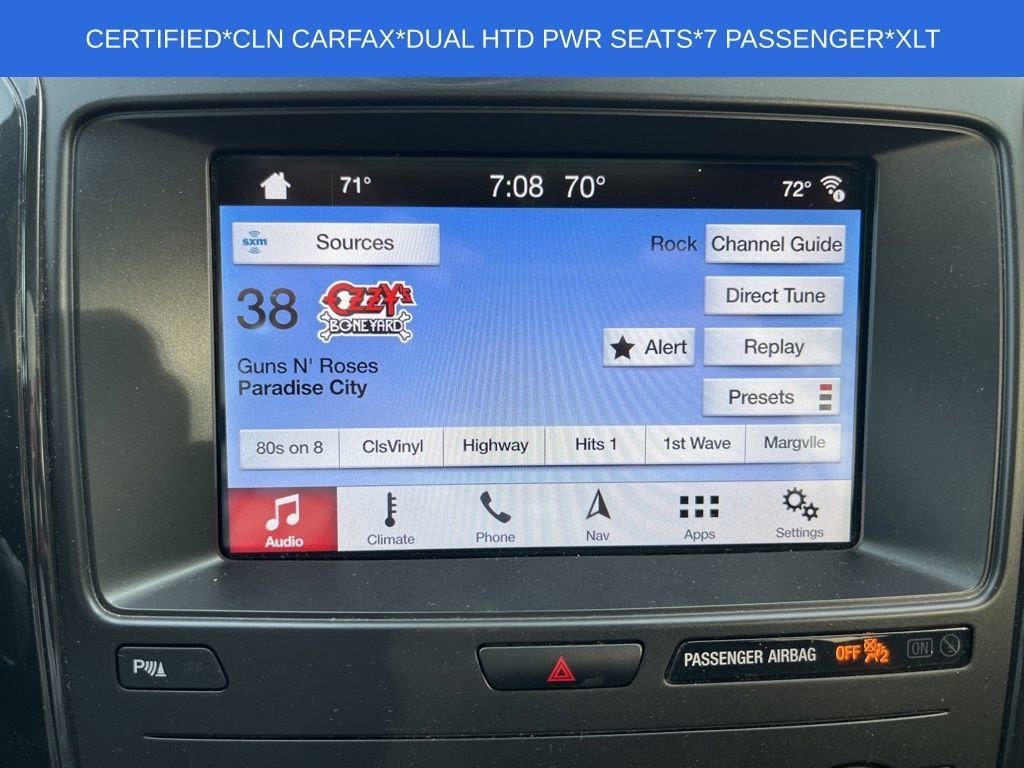 CERTIFIED*CLN CARFAX*DUAL HTD PWR SEATS*7 PASSENGER*XLT
71° 7:08 70° 72°
sxm Sources Rock Channel Guide
38 OZZY'S BONEYARD Direct Tune
Alert Replay
Guns N' Roses
Paradise City Presets
80s on 8 ClsVinyl Highway Hits 1 1st Wave Margvlle
Audio Climate Phone Nav Apps Settings
P OFF PASSENGER AIRBAG OFF 2 ON